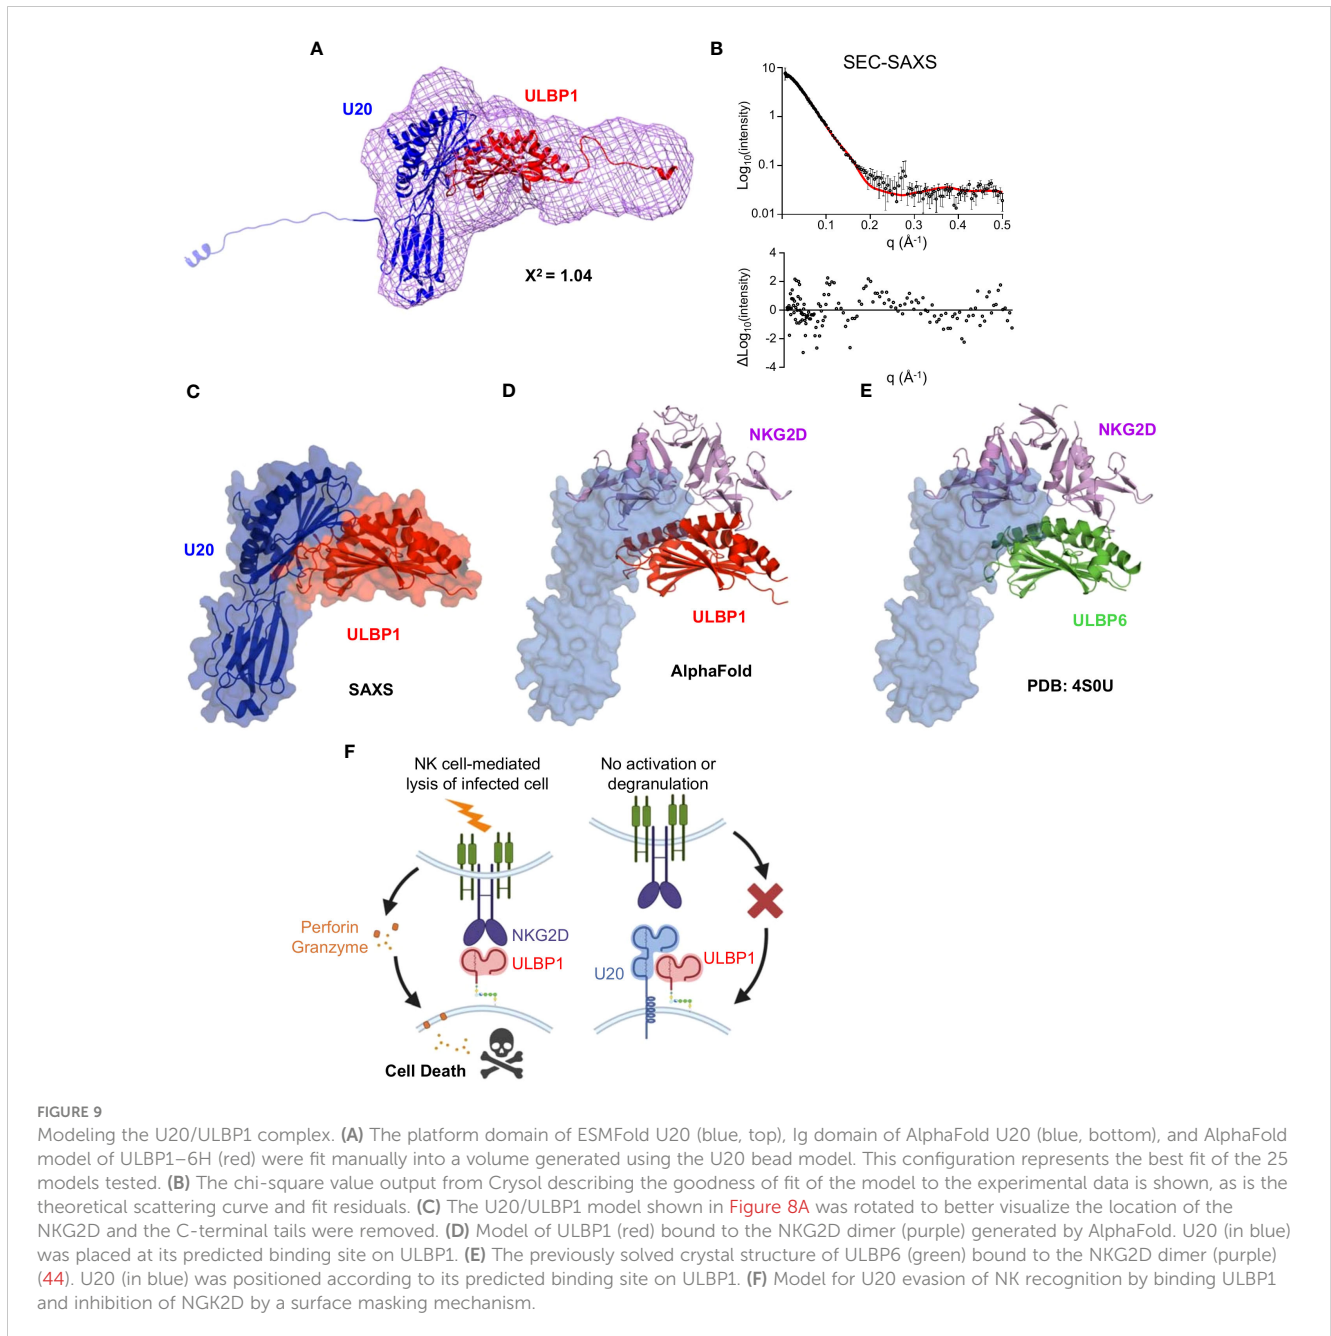 A
U20
ULBP1
X² = 1.04
B
SEC-SAXS
Log₁₀(intensity)
10
1
0.1
0.01
0.1 0.2 0.3 0.4 0.5
q (Å⁻¹)
ΔLog₁₀(intensity)
4
2
0
-2
-4
q (Å⁻¹)
C
U20
ULBP1
SAXS
D
NKG2D
ULBP1
AlphaFold
E
NKG2D
ULBP6
PDB: 4S0U
F
NK cell-mediated
lysis of infected cell
Perforin
Granzyme
NKG2D
ULBP1
Cell Death
No activation or
degranulation
U20
ULBP1
FIGURE 9
Modeling the U20/ULBP1 complex. (A) The platform domain of ESMFold U20 (blue, top), Ig domain of AlphaFold U20 (blue, bottom), and AlphaFold
model of ULBP1–6H (red) were fit manually into a volume generated using the U20 bead model. This configuration represents the best fit of the 25
models tested. (B) The chi-square value output from Crysol describing the goodness of fit of the model to the experimental data is shown, as is the
theoretical scattering curve and fit residuals. (C) The U20/ULBP1 model shown in Figure 8A was rotated to better visualize the location of the
NKG2D and the C-terminal tails were removed. (D) Model of ULBP1 (red) bound to the NKG2D dimer (purple) generated by AlphaFold. U20 (in blue)
was placed at its predicted binding site on ULBP1. (E) The previously solved crystal structure of ULBP6 (green) bound to the NKG2D dimer (purple)
(44). U20 (in blue) was positioned according to its predicted binding site on ULBP1. (F) Model for U20 evasion of NK recognition by binding ULBP1
and inhibition of NGK2D by a surface masking mechanism.